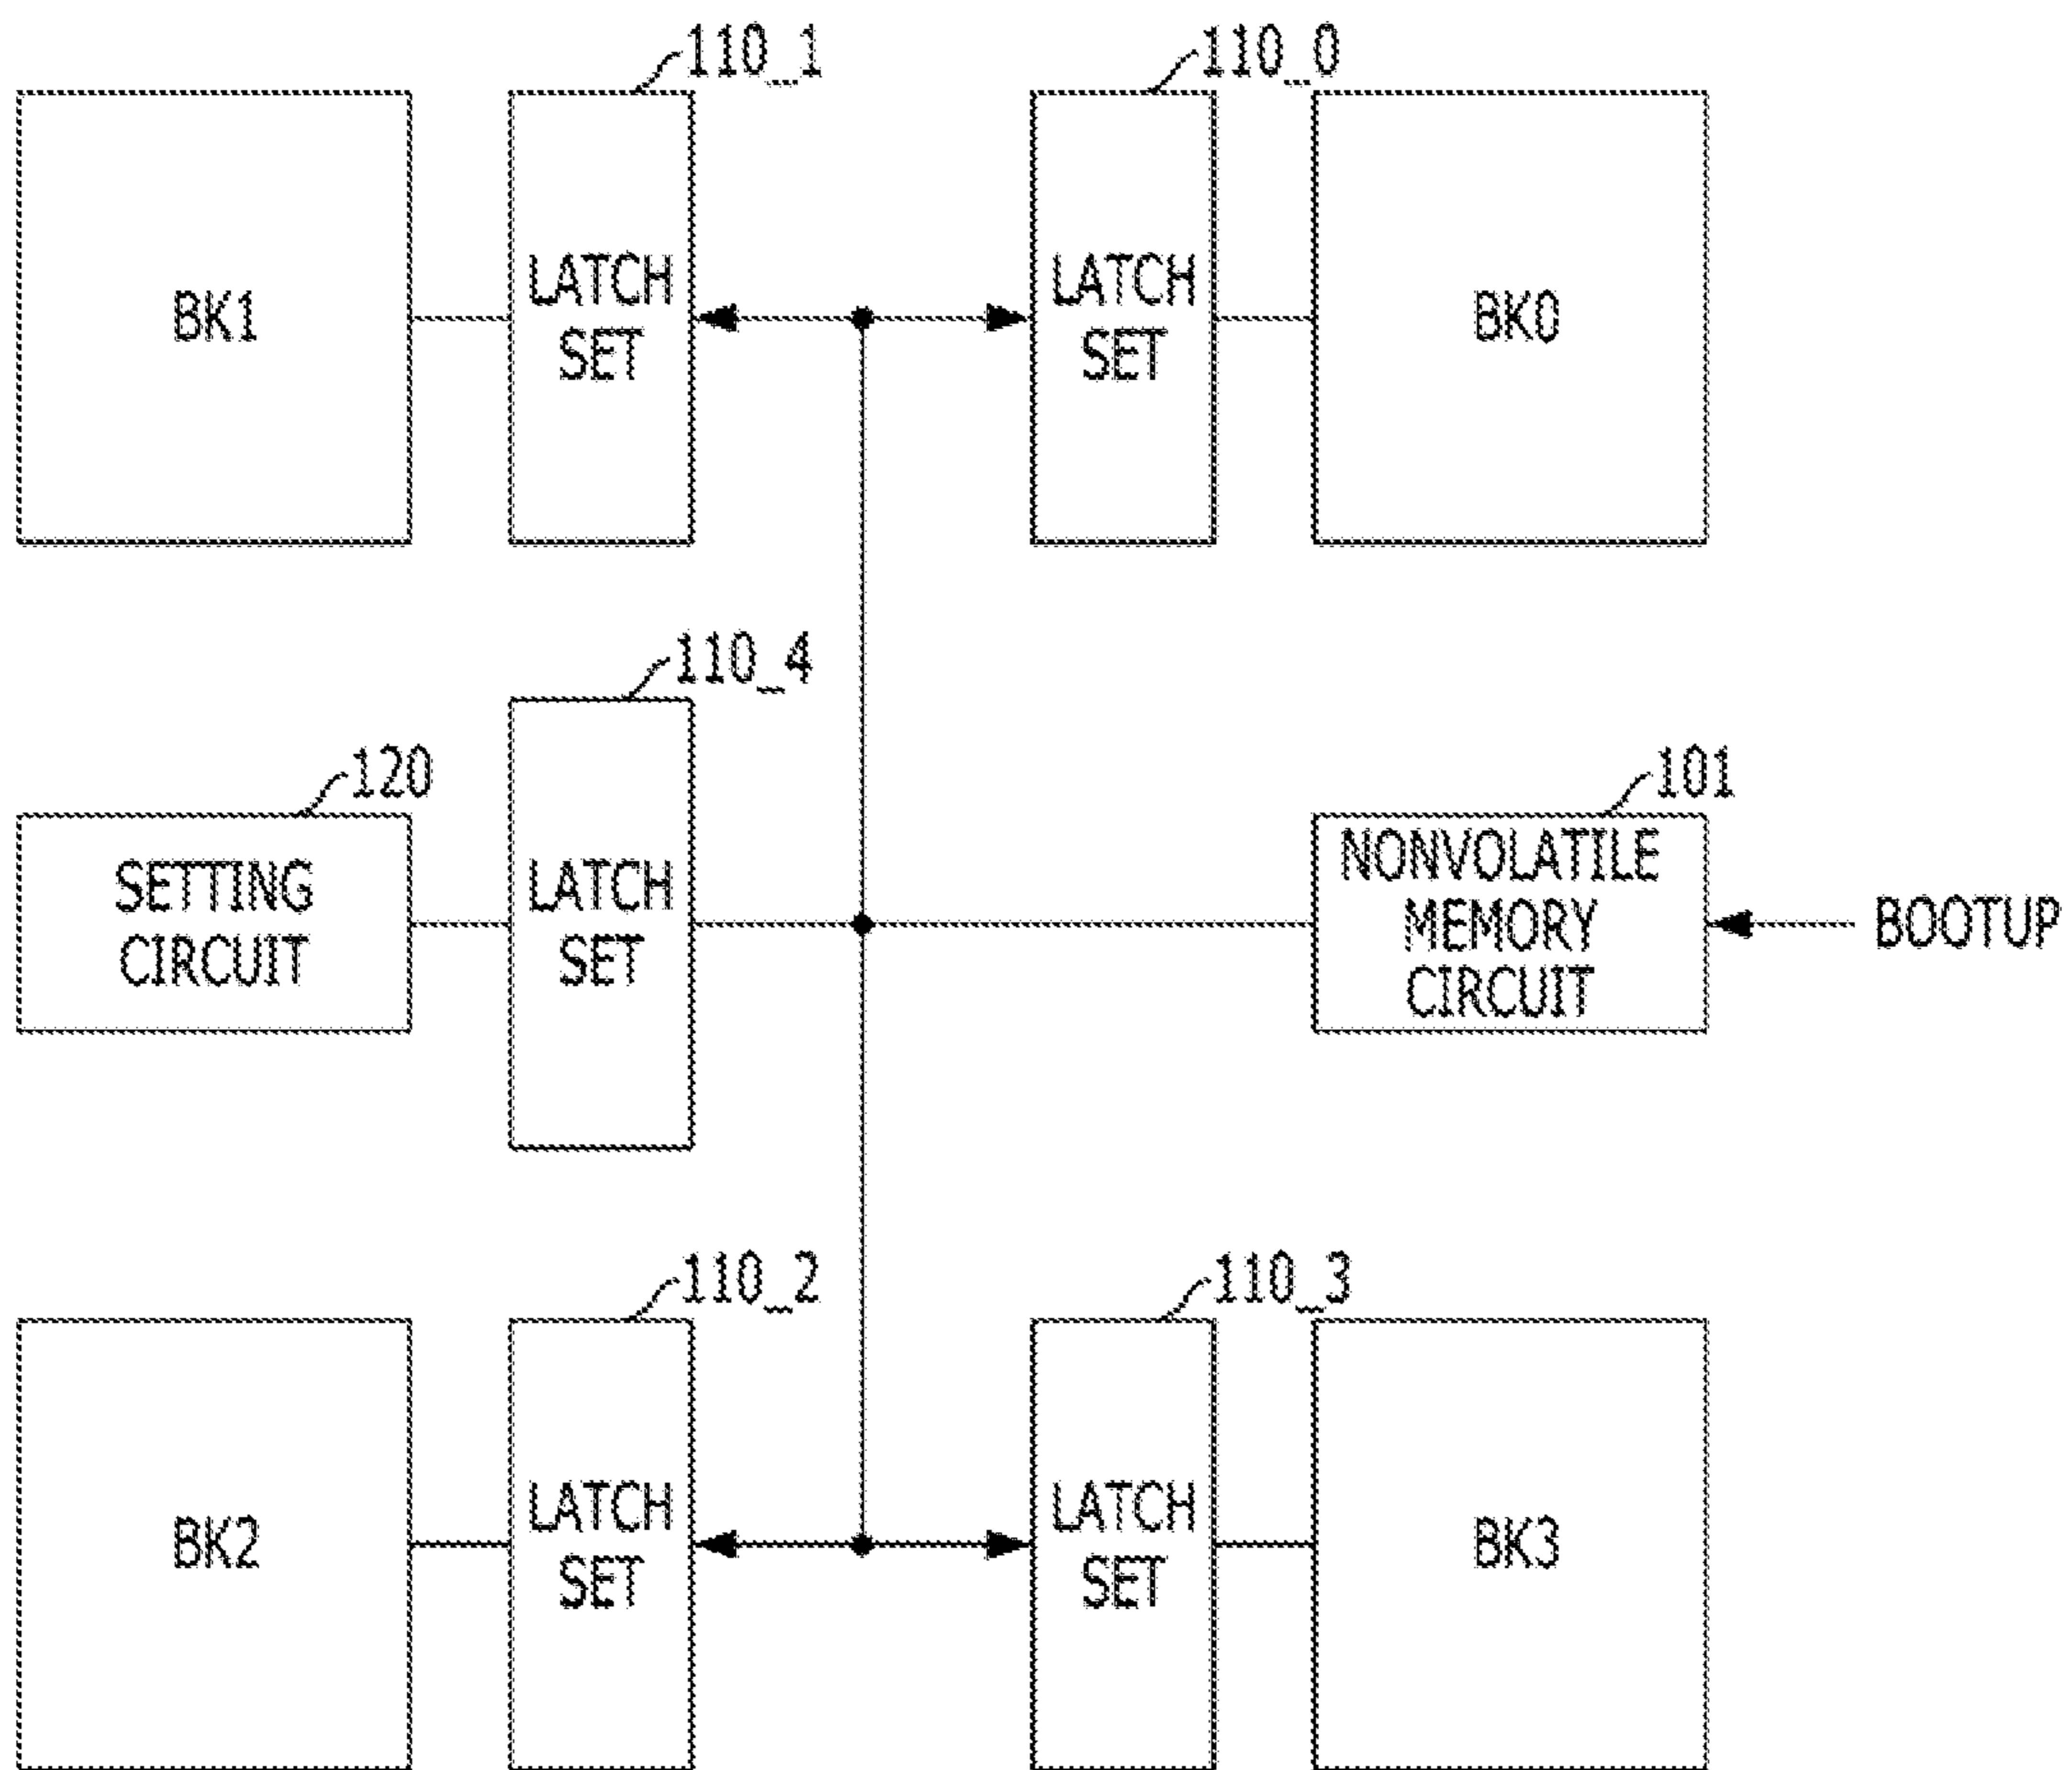 110_1
110_0
BK1
LATCH
SET
LATCH
SET
BK0
110_4
120
101
SETTING
CIRCUIT
LATCH
SET
NONVOLATILE
MEMORY
CIRCUIT
BOOTUP
110_2
110_3
BK2
LATCH
SET
LATCH
SET
BK3